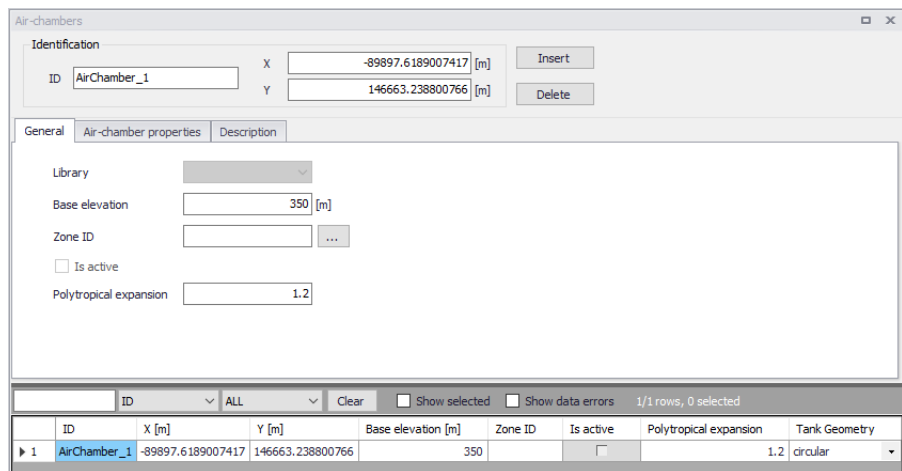 Air-chambers
Identification
ID AirChamber_1
X -89897.6189007417 [m]
Y 146663.238800766 [m]
Insert
Delete
General Air-chamber properties Description
Library
Base elevation 350 [m]
Zone ID ...
Is active
Polytropical expansion 1.2
ID ALL Clear Show selected Show data errors 1/1 rows, 0 selected
ID X [m] Y [m] Base elevation [m] Zone ID Is active Polytropical expansion Tank Geometry
1 AirChamber_1 -89897.6189007417 146663.238800766 350 1.2 circular